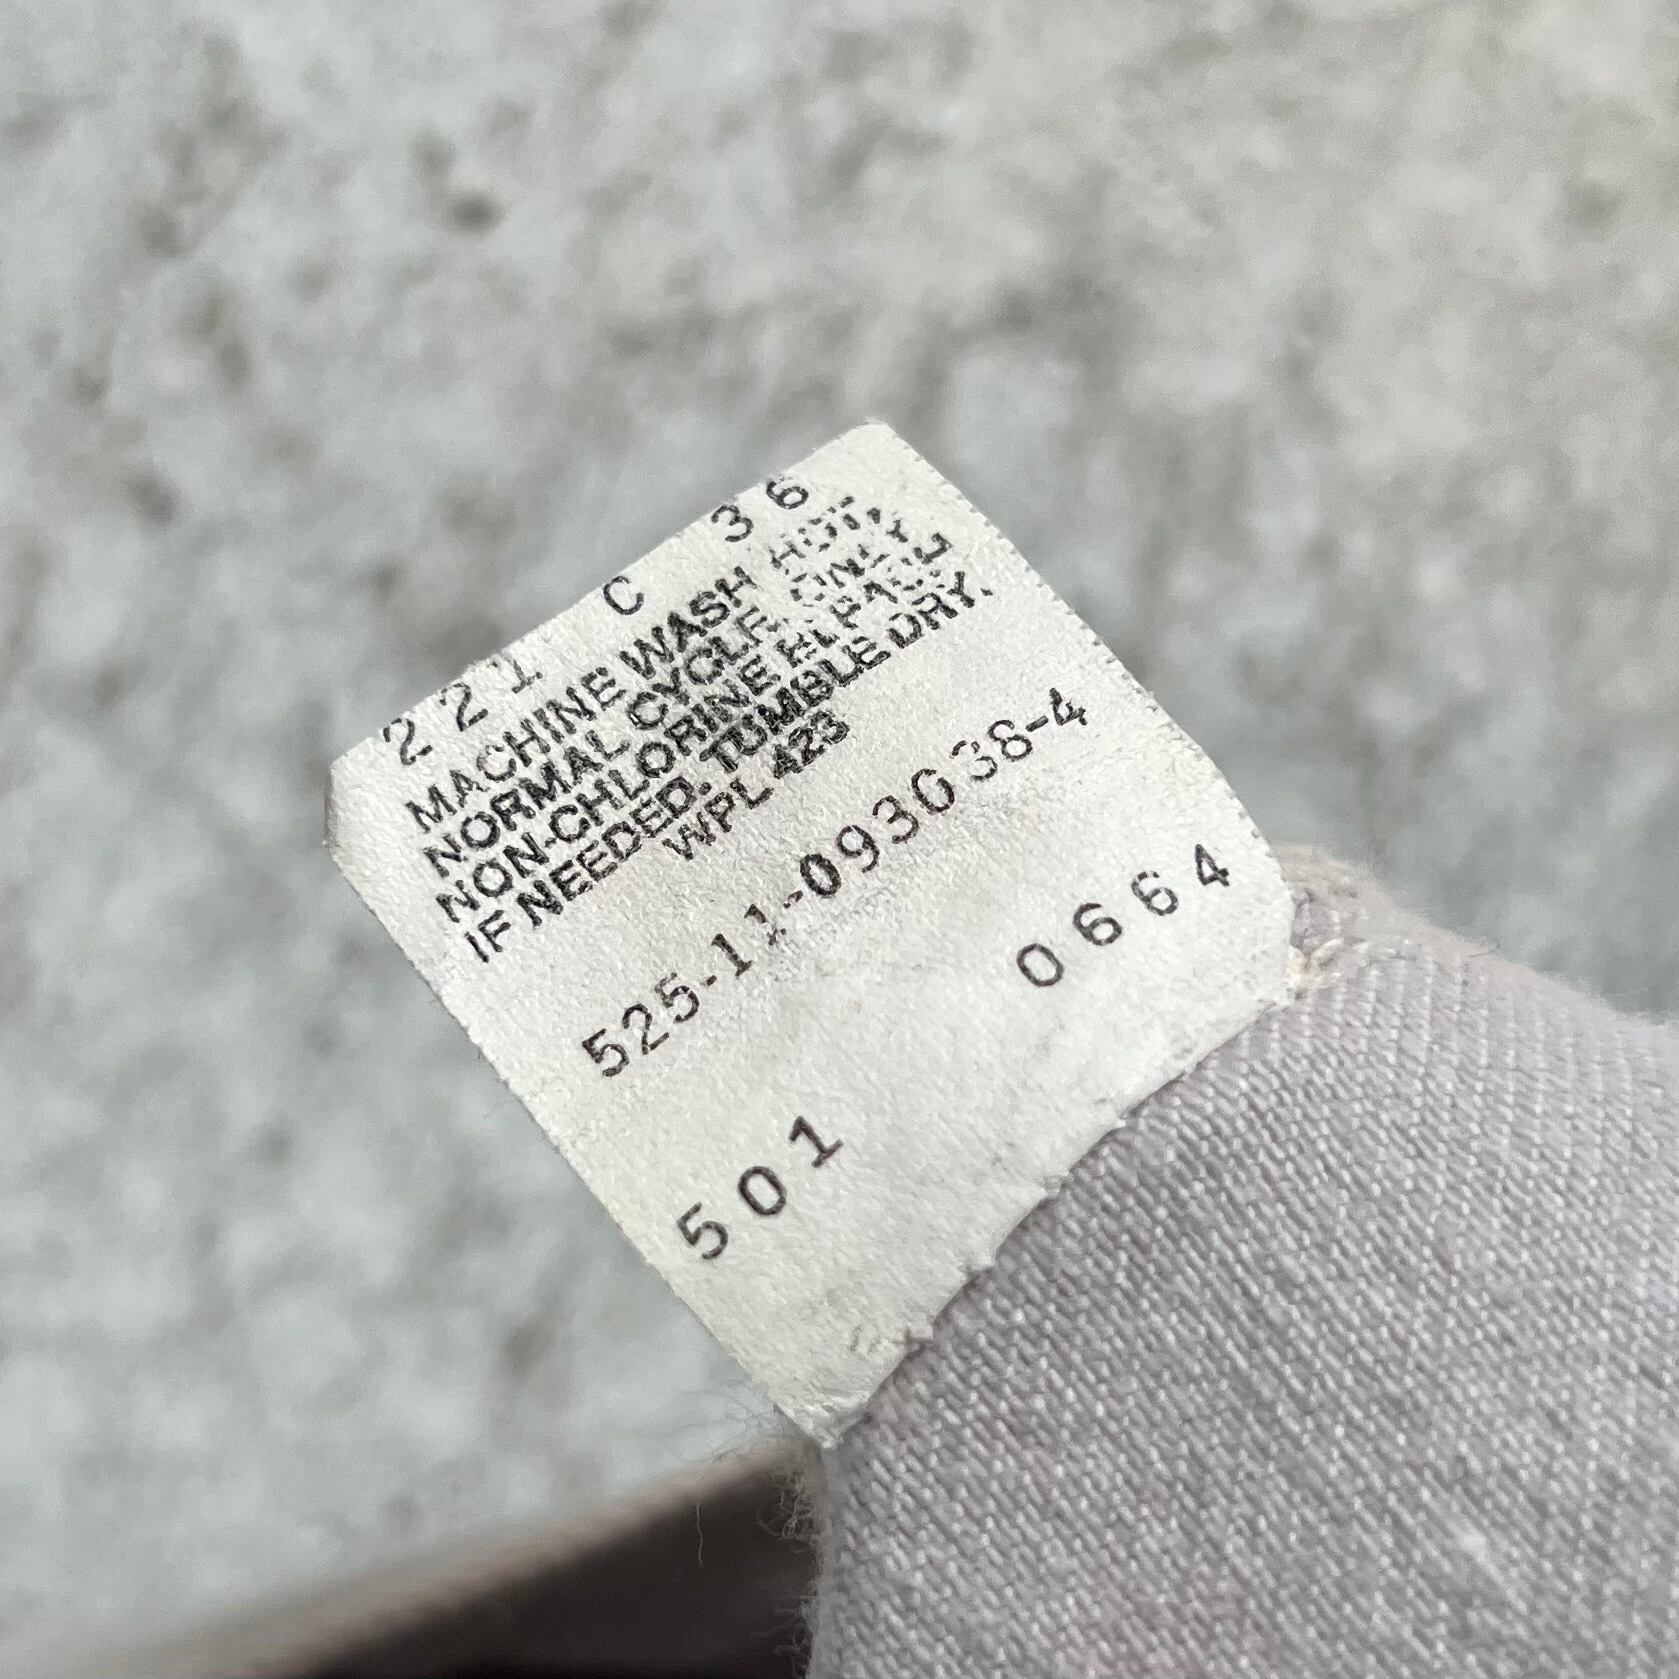 221 C 36
MACHINE WASH HOT,
NORMAL CYCLE. ONLY
NON-CHLORINE BLEACH
IF NEEDED. TUMBLE DRY.
WPL 423
525-11-093038-4
0664
501